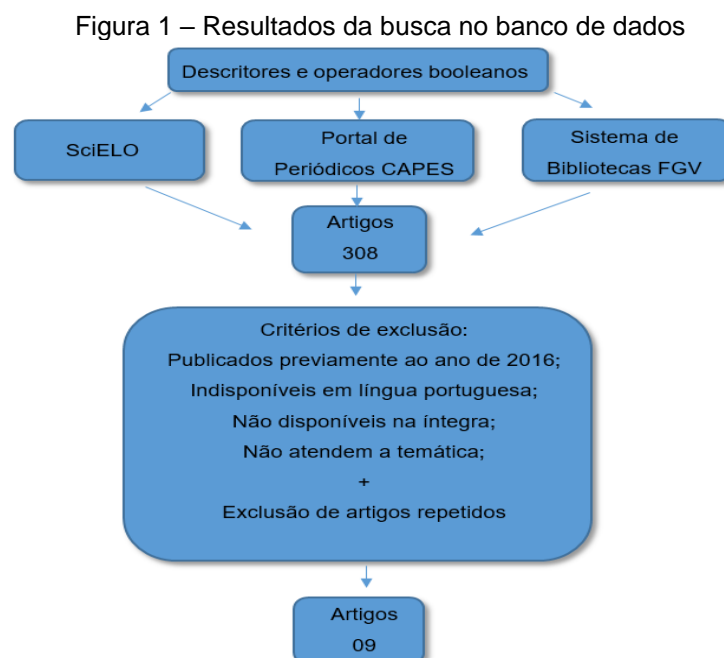 Figura 1 – Resultados da busca no banco de dados
Descritores e operadores booleanos
SciELO
Portal de
Periódicos CAPES
Sistema de
Bibliotecas FGV
Artigos
308
Critérios de exclusão:
Publicados previamente ao ano de 2016;
Indisponíveis em língua portuguesa;
Não disponíveis na íntegra;
Não atendem a temática;
+
Exclusão de artigos repetidos
Artigos
09